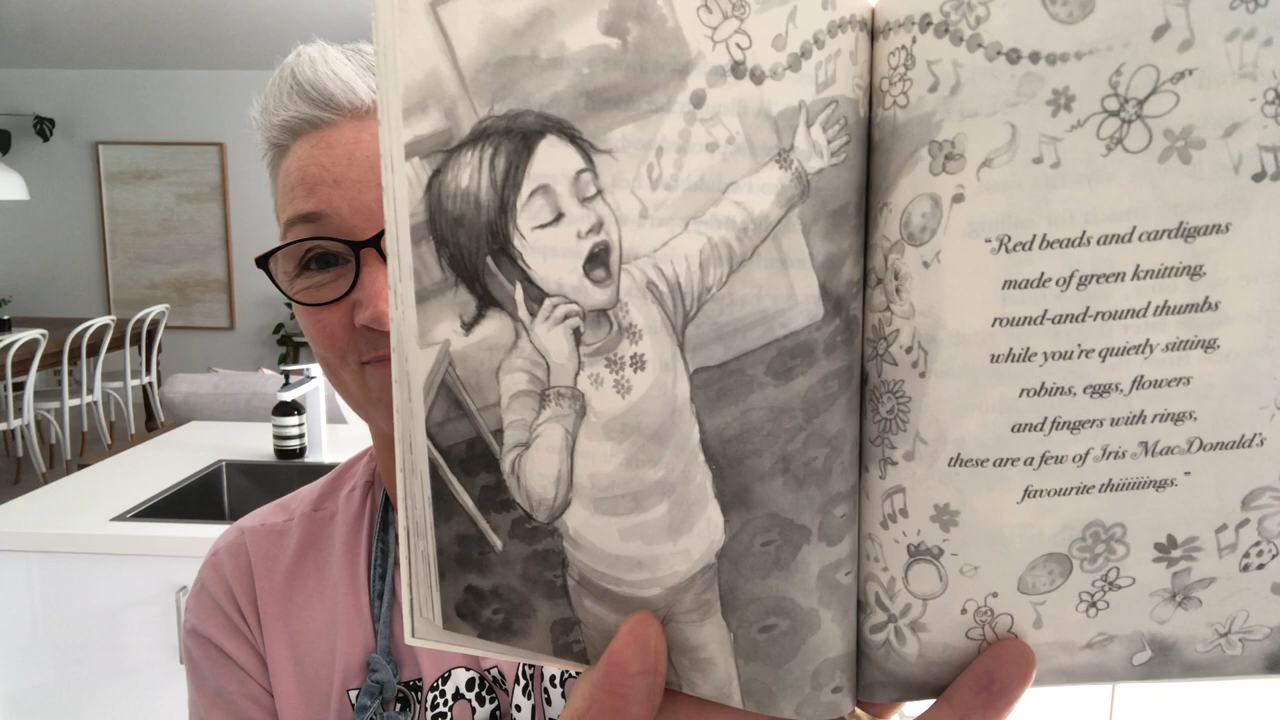 “Red beads and cardigans
made of green knitting,
round-and-round thumbs
while you’re quietly sitting,
robins, eggs, flowers
and fingers with rings,
these are a few of Iris MacDonald’s
favourite thiiiiiings.”